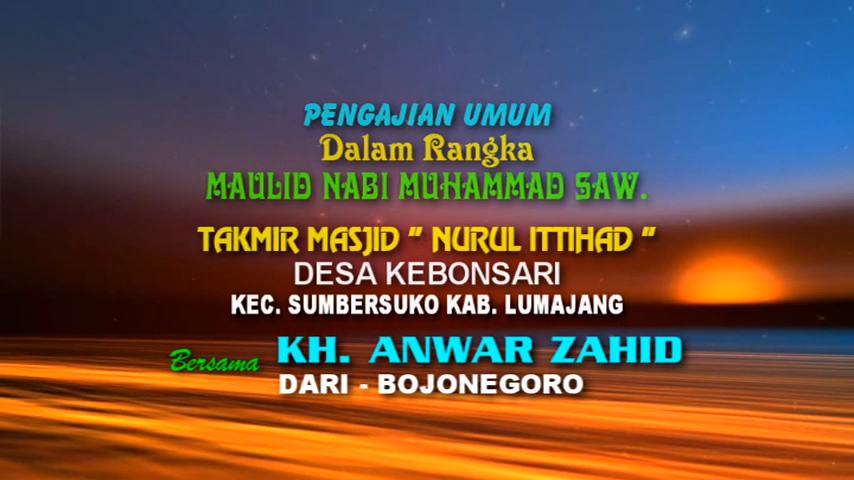 PENGAJIAN UMUM
Dalam Rangka
MAULID NABI MUHAMMAD SAW.
TAKMIR MASJID " NURUL ITTIHAD "
DESA KEBONSARI
KEC. SUMBERSUKO KAB. LUMAJANG
Bersama KH. ANWAR ZAHID
DARI - BOJONEGORO